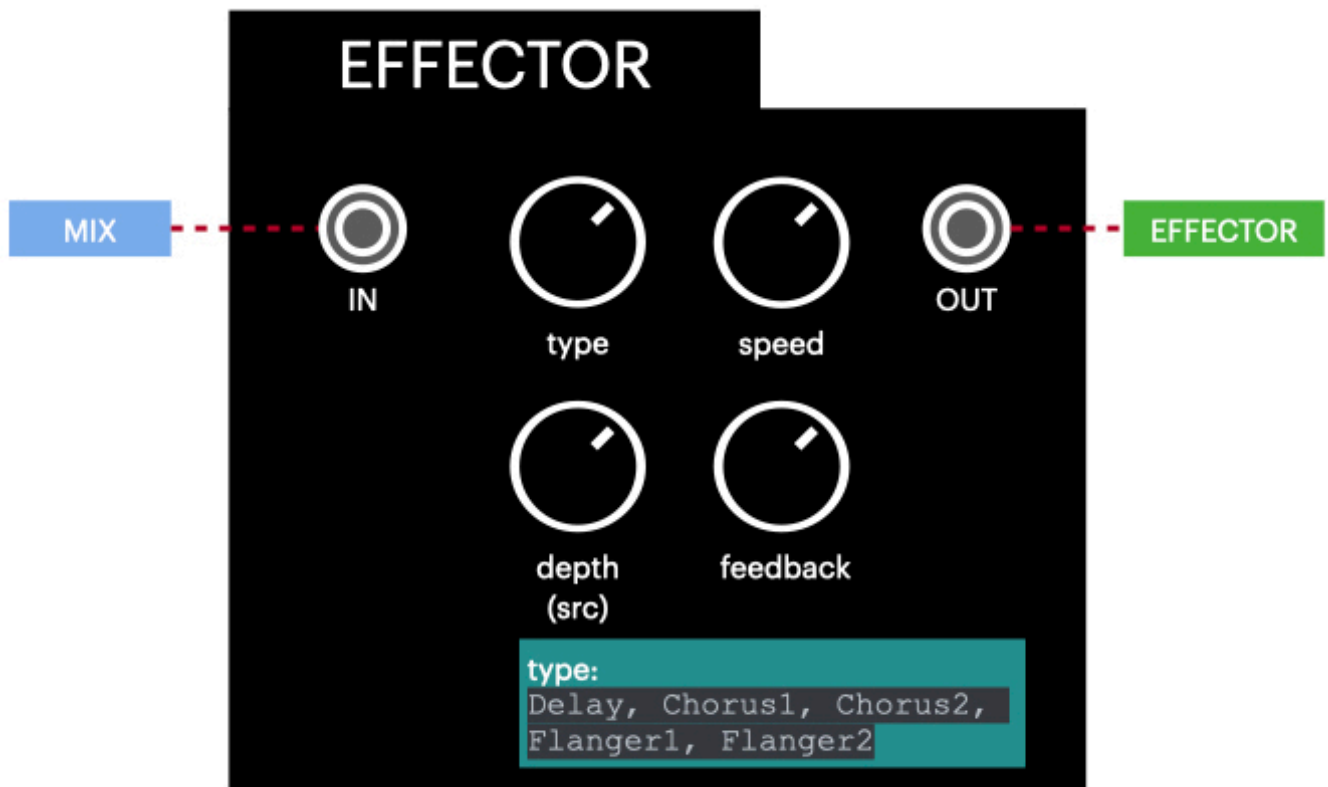 EFFECTOR
MIX
IN
type
speed
OUT
EFFECTOR
depth
(src)
feedback
type:
Delay, Chorus1, Chorus2,
Flanger1, Flanger2